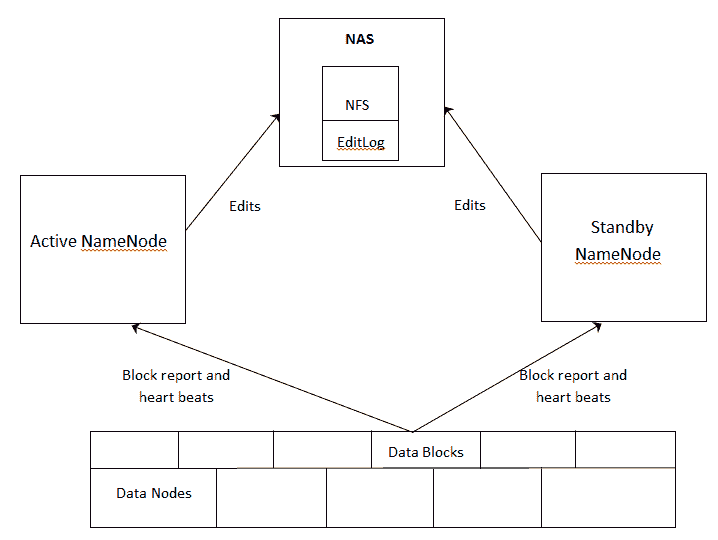 NAS
NFS
EditLog
Edits
Edits
Active NameNode
Standby
NameNode
Block report and
heart beats
Block report and
heart beats
Data Blocks
Data Nodes